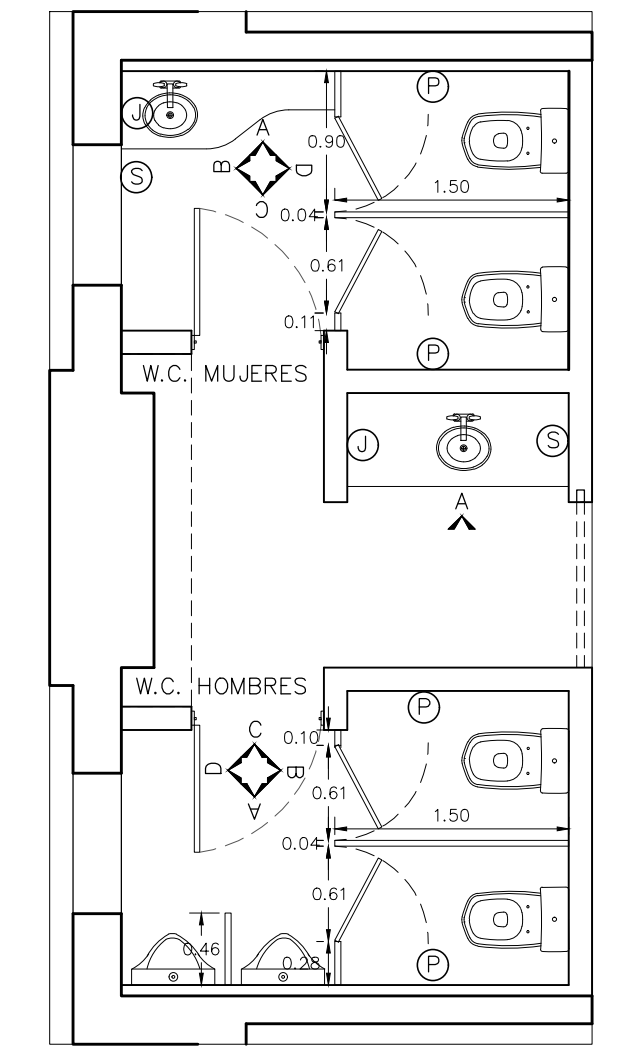 P
J
A
0.90
B
D
S
1.50
C
0.04
0.61
0.11
P
W.C. MUJERES
J
S
A
W.C. HOMBRES
P
C
0.10
D
B
0.61
A
1.50
0.04
0.61
0.46
0.28
P